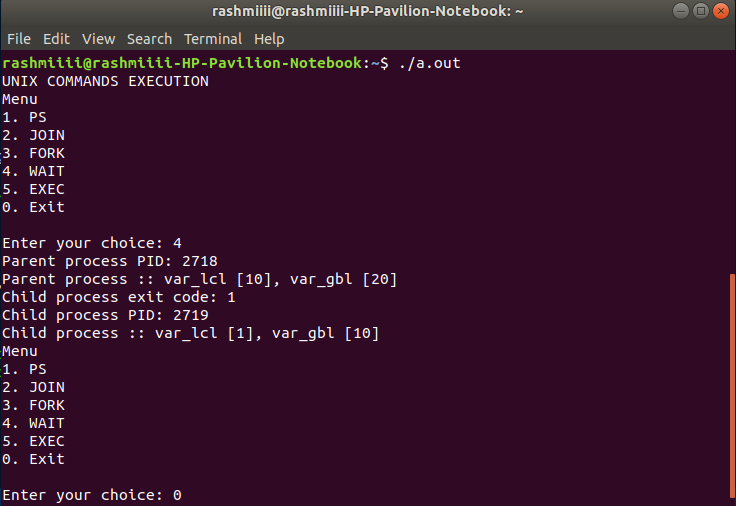 rashmiiii@rashmiiii-HP-Pavilion-Notebook: ~
File Edit View Search Terminal Help
rashmiiii@rashmiiii-HP-Pavilion-Notebook:~$ ./a.out
UNIX COMMANDS EXECUTION
Menu
1. PS
2. JOIN
3. FORK
4. WAIT
5. EXEC
0. Exit
Enter your choice: 4
Parent process PID: 2718
Parent process :: var_lcl [10], var_gbl [20]
Child process exit code: 1
Child process PID: 2719
Child process :: var_lcl [1], var_gbl [10]
Menu
1. PS
2. JOIN
3. FORK
4. WAIT
5. EXEC
0. Exit
Enter your choice: 0